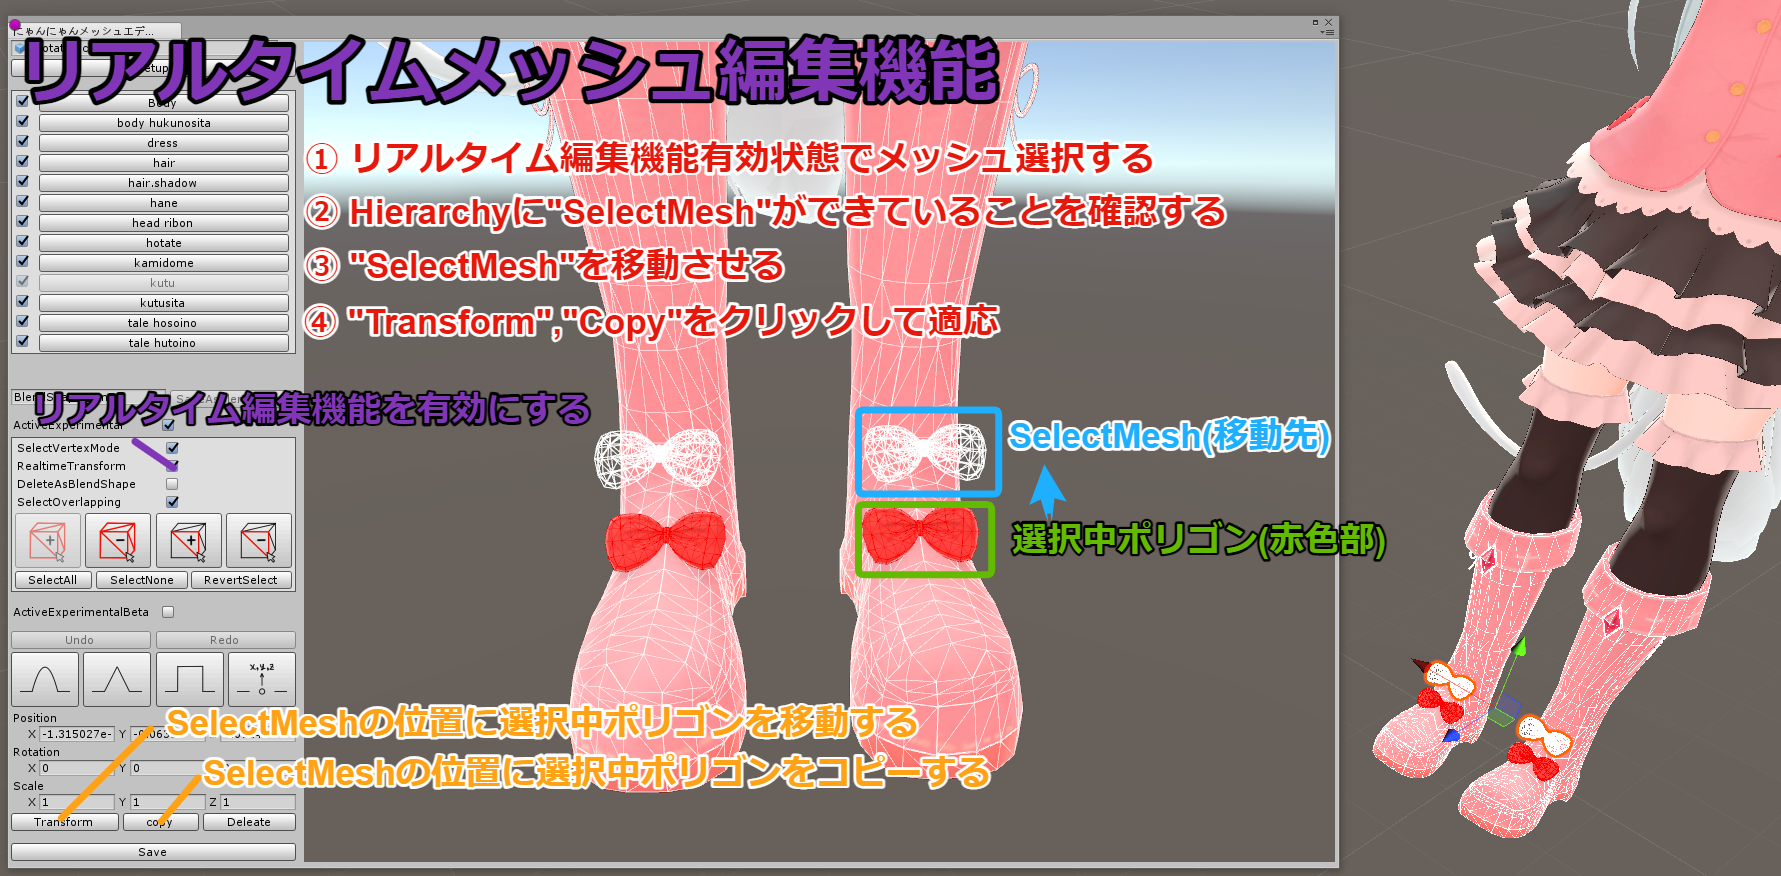 にゃんにゃんメッシュエデ...
リアルタイムメッシュ編集機能
Body
body hukunosita
dress
hair
hair.shadow
hane
head ribon
hotate
kamidome
kutu
kutusita
tale hosoino
tale hutoino
① リアルタイム編集機能有効状態でメッシュ選択する
② Hierarchyに"SelectMesh"ができていることを確認する
③ "SelectMesh"を移動させる
④ "Transform","Copy"をクリックして適応
リアルタイム編集機能を有効にする
ActiveExperimental
SelectVertexMode
RealtimeTransform
DeleteAsBlendShape
SelectOverlapping
SelectMesh(移動先)
選択中ポリゴン(赤色部)
SelectAll SelectNone RevertSelect
ActiveExperimentalBeta
Undo Redo
x,y,z
Position
X -1.315027e- Y
SelectMeshの位置に選択中ポリゴンを移動する
Rotation
X 0 Y 0
SelectMeshの位置に選択中ポリゴンをコピーする
Scale
X 1 Y 1 Z 1
Transform copy Deleate
Save